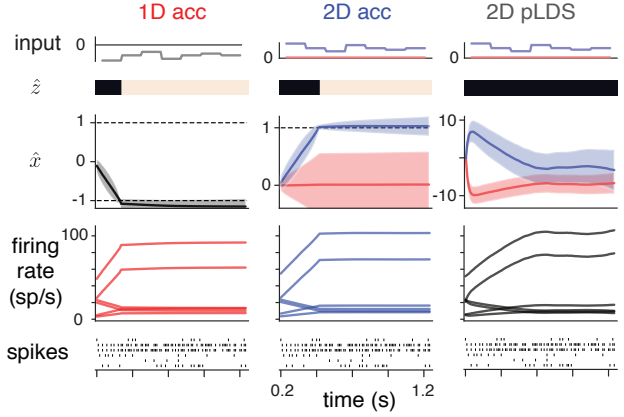 1D acc 2D acc 2D pLDS
input 0 0 0
ẑ
1 1 10
x̂ 0
-1 0 -10
100
firing
rate
(sp/s)
0
spikes
0.2 1.2
time (s)